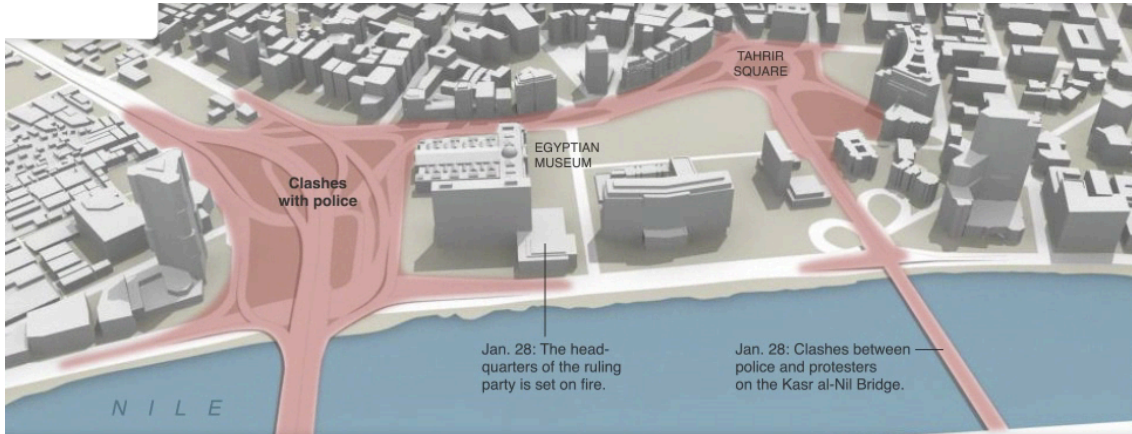 TAHRIR
SQUARE
EGYPTIAN
MUSEUM
Clashes
with police
Jan. 28: The head-
quarters of the ruling
party is set on fire.
Jan. 28: Clashes between
police and protesters
on the Kasr al-Nil Bridge.
NILE